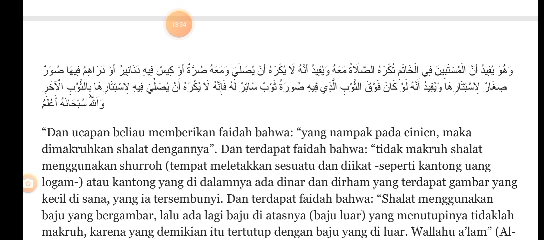 18:54
وَهُوَ يُفِيدُ أَنَّ الْمُسْتَبِينَ فِي الْخَاتَمِ تُكْرَهُ الصَّلَاةُ مَعَهُ وَيُفِيدُ أَنَّهُ لَا يُكْرَهُ أَنْ يُصَلِّيَ وَمَعَهُ صُرَّةٌ أَوْ كِيسٌ فِيهِ دَنَانِيرُ أَوْ دَرَاهِمُ فِيهَا صُوَرٌ
صِغَارٌ لِاسْتِتَارِهَا وَيُفِيدُ أَنَّهُ لَوْ كَانَ فَوْقَ الثَّوْبِ الَّذِي فِيهِ صُورَةٌ ثَوْبٌ سَاتِرٌ لَهُ فَإِنَّهُ لَا يُكْرَهُ أَنْ يُصَلِّيَ فِيهِ لِاسْتِتَارِهَا بِالثَّوْبِ الْآخَرِ
وَاللَّهُ سُبْحَانَهُ أَعْلَمُ
“Dan ucapan beliau memberikan faidah bahwa: “yang nampak pada cinicn, maka
dimakruhkan shalat dengannya”. Dan terdapat faidah bahwa: “tidak makruh shalat
menggunakan shurroh (tempat meletakkan sesuatu dan diikat -seperti kantong uang
logam-) atau kantong yang di dalamnya ada dinar dan dirham yang terdapat gambar yang
kecil di sana, yang ia tersembunyi. Dan terdapat faidah bahwa: “Shalat menggunakan
baju yang bergambar, lalu ada lagi baju di atasnya (baju luar) yang menutupinya tidaklah
makruh, karena yang demikian itu tertutup dengan baju yang di luar. Wallahu a’lam” (Al-